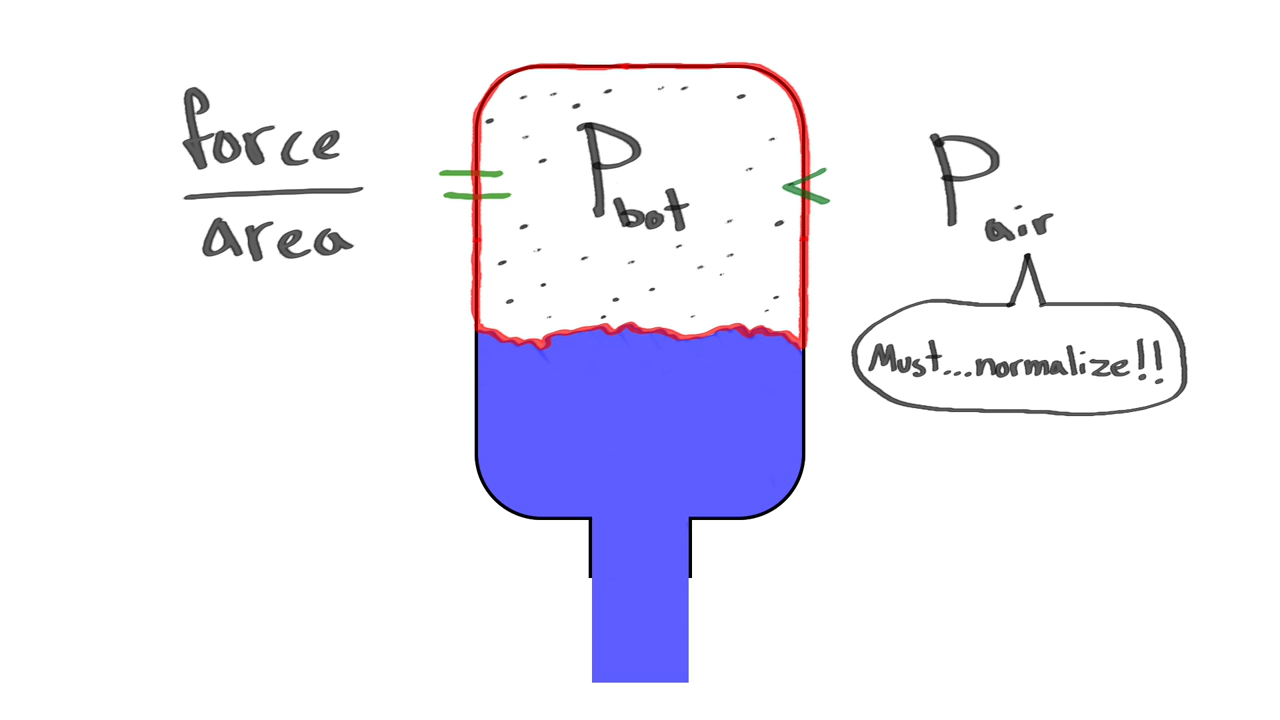 force
area
=
P bot
<
P air
Must...normalize!!